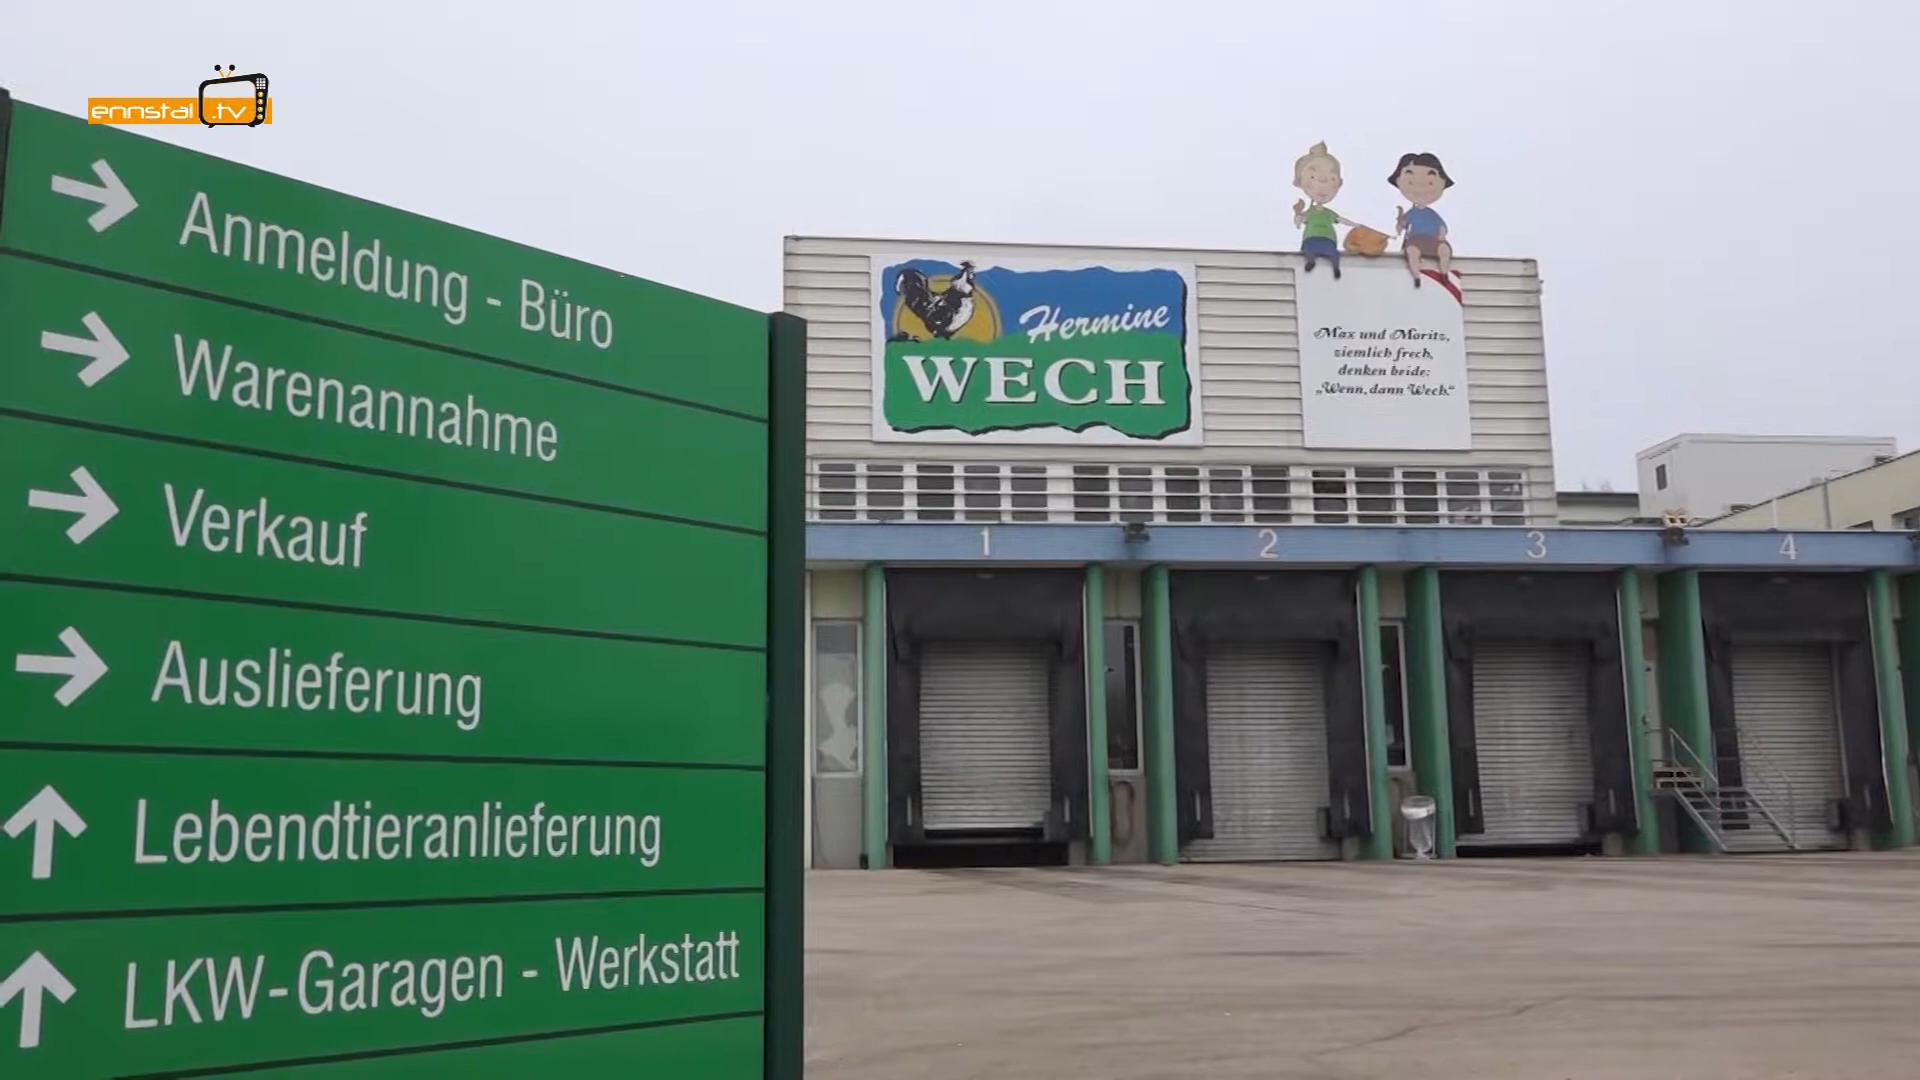 ennstal .tv
Anmeldung - Büro
Warenannahme
Verkauf
Auslieferung
Lebendtieranlieferung
LKW-Garagen - Werkstatt
Hermine
WECH
Max und Moritz,
ziemlich frech,
denken beide:
„Wenn, dann Wech.“
1
2
3
4